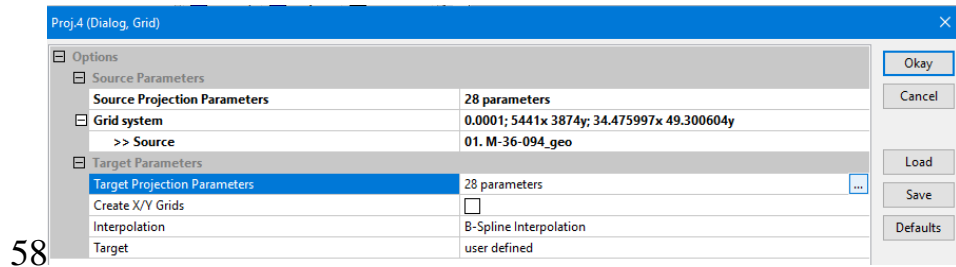 Proj.4 (Dialog, Grid)
Options
Source Parameters
Source Projection Parameters 28 parameters
Grid system 0.0001; 5441x 3874y; 34.475997x 49.300604y
>> Source 01. M-36-094_geo
Target Parameters
Target Projection Parameters 28 parameters ...
Create X/Y Grids
Interpolation B-Spline Interpolation
Target user defined
Okay
Cancel
Load
Save
Defaults
58